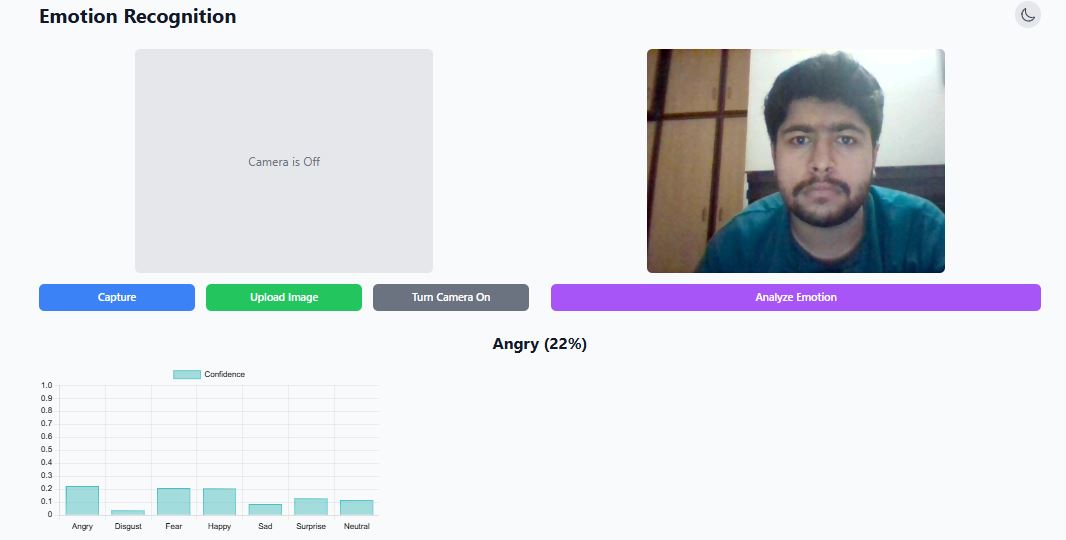 Emotion Recognition
Camera is Off
Capture
Upload Image
Turn Camera On
Analyze Emotion
Angry (22%)
Confidence
1.0
0.9
0.8
0.7
0.6
0.5
0.4
0.3
0.2
0.1
0
Angry Disgust Fear Happy Sad Surprise Neutral